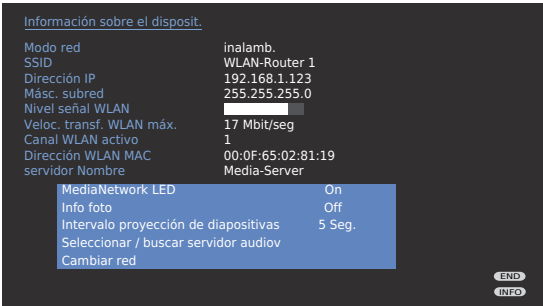 Información sobre el disposit.
Modo red inalamb.
SSID WLAN-Router 1
Dirección IP 192.168.1.123
Másc. subred 255.255.255.0
Nivel señal WLAN
Veloc. transf. WLAN máx. 17 Mbit/seg
Canal WLAN activo 1
Dirección WLAN MAC 00:0F:65:02:81:19
servidor Nombre Media-Server
MediaNetwork LED On
Info foto Off
Intervalo proyección de diapositivas 5 Seg.
Seleccionar / buscar servidor audiov
Cambiar red
END
INFO